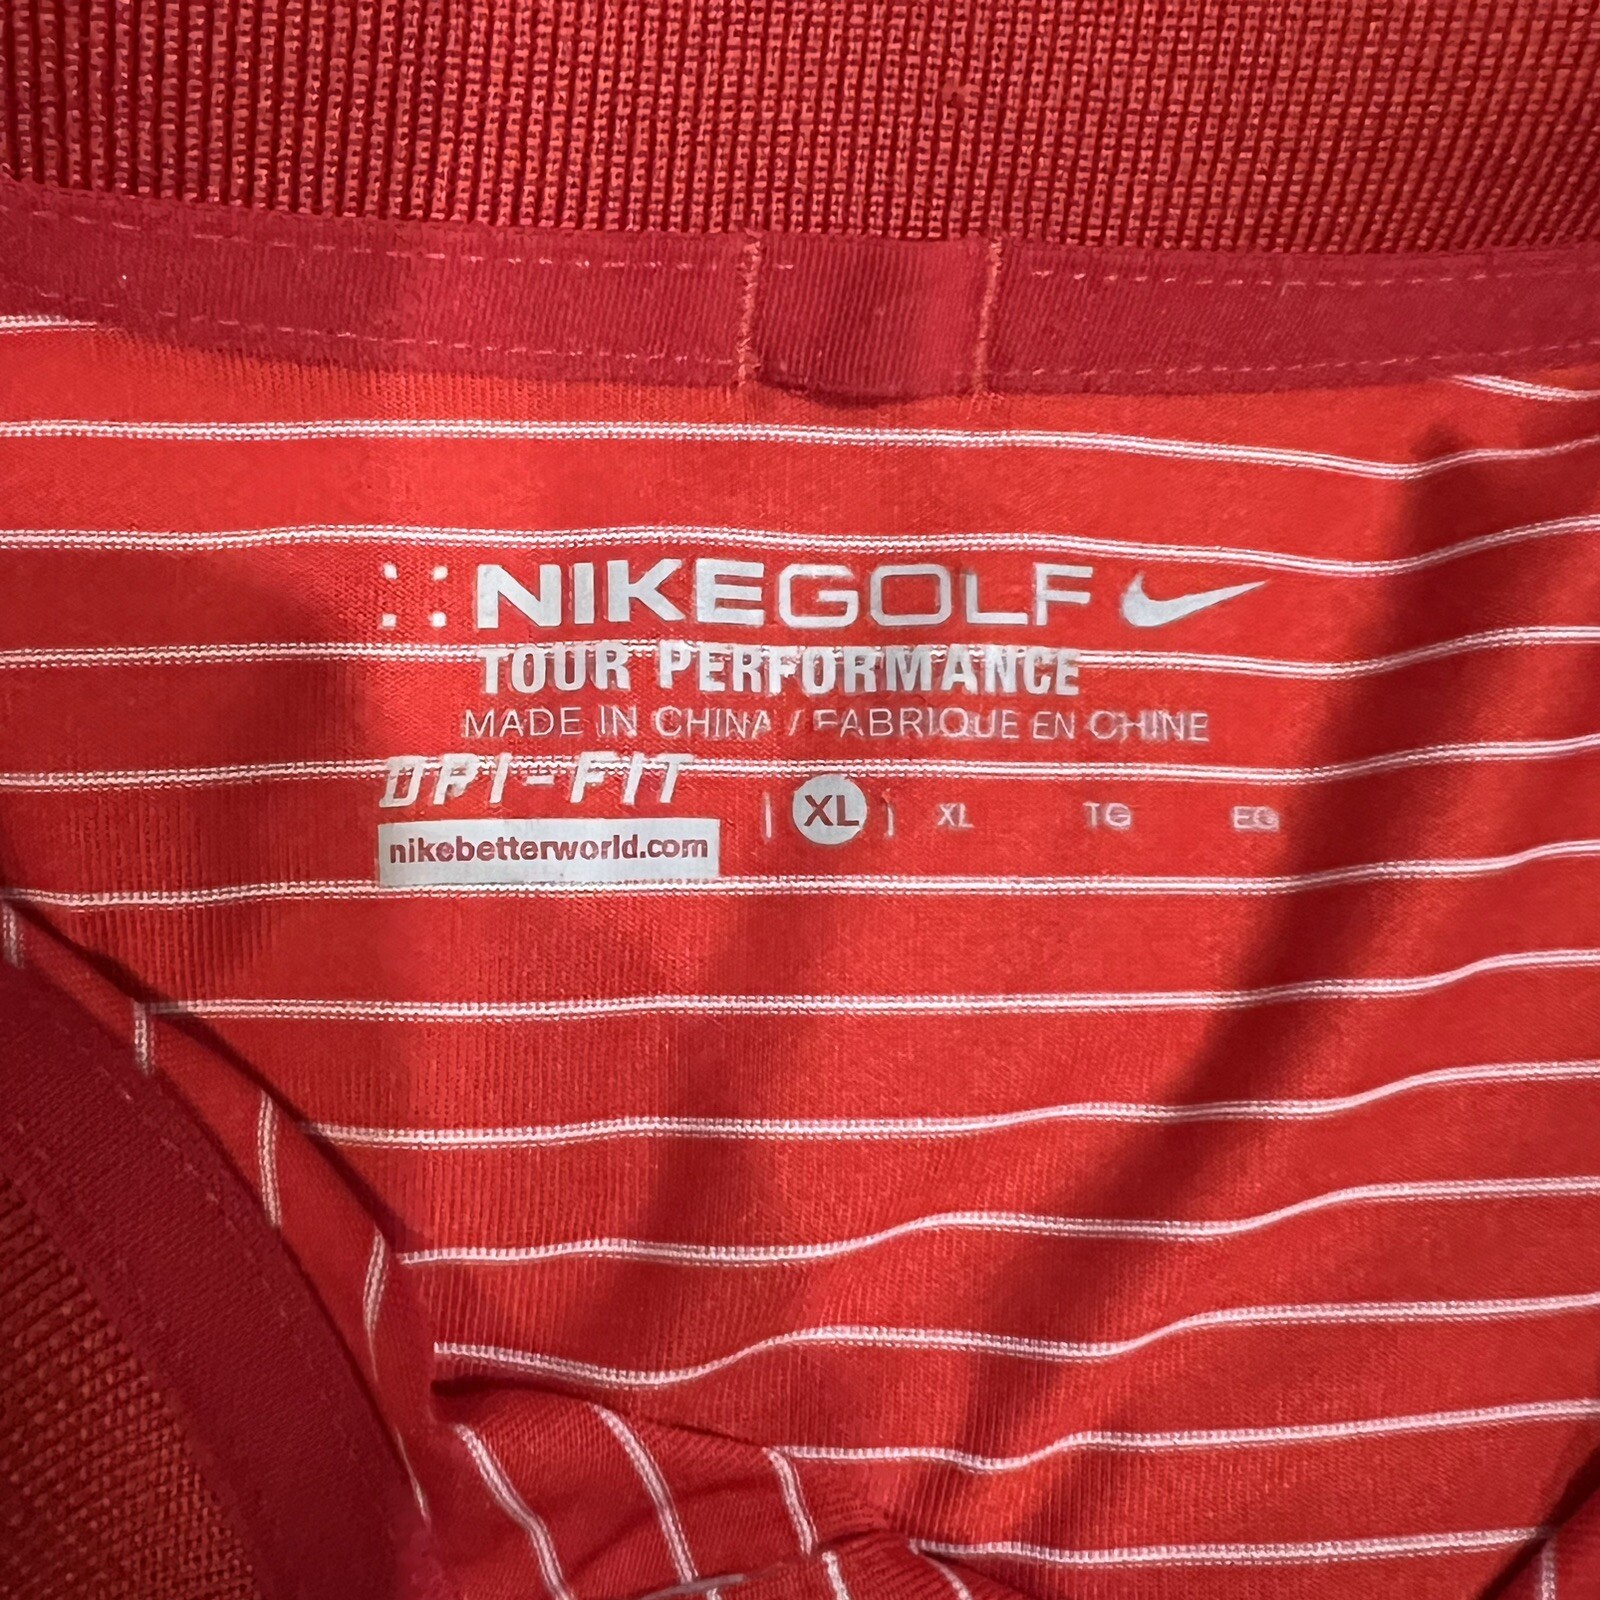 NIKEGOLF
TOUR PERFORMANCE
MADE IN CHINA / FABRIQUE EN CHINE
DRI-FIT
nikebetterworld.com
| XL | XL TG EG